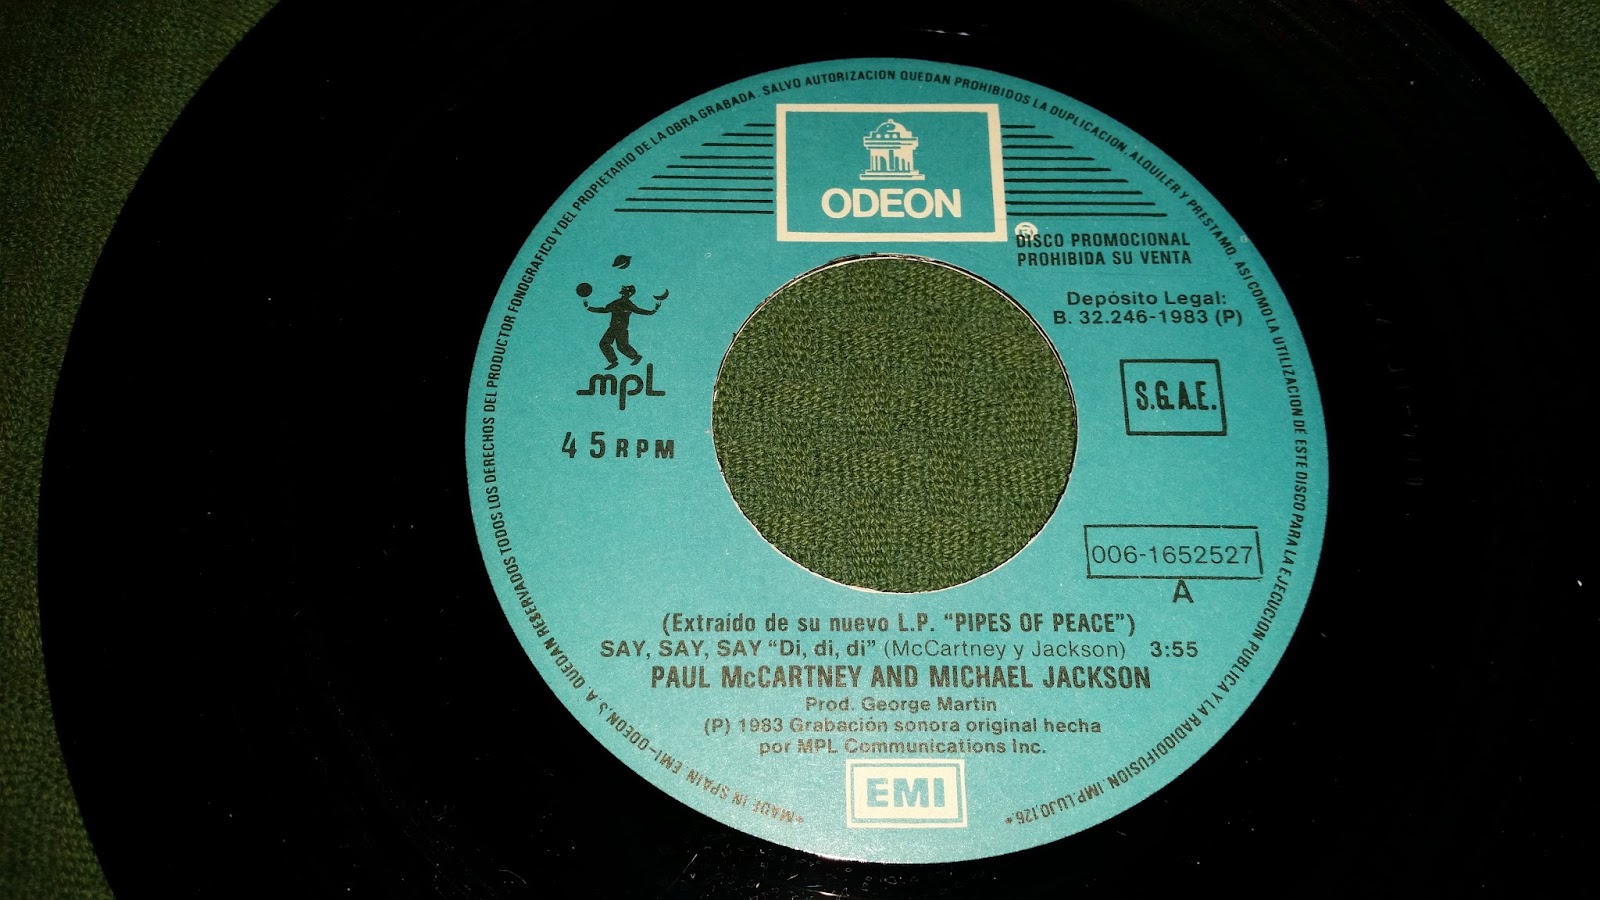 * MADE IN SPAIN. EMI-ODEON, S. A. QUEDAN RESERVADOS TODOS LOS DERECHOS DEL PRODUCTOR FONOGRAFICO Y DEL PROPIETARIO DE LA OBRA GRABADA. SALVO AUTORIZACION QUEDAN PROHIBIDOS LA DUPLICACION, ALQUILER Y PRESTAMO, ASI COMO LA UTILIZACION DE ESTE DISCO PARA LA EJECUCION PUBLICA Y LA RADIODIFUSION. IMP. LUJO, 126. *
ODEON
®
DISCO PROMOCIONAL
PROHIBIDA SU VENTA
Depósito Legal:
B. 32.246-1983 (P)
mpL
S.G.A.E.
45 RPM
006-1652527
A
(Extraído de su nuevo L.P. “PIPES OF PEACE”)
SAY, SAY, SAY “Di, di, di” (McCartney y Jackson) 3:55
PAUL McCARTNEY AND MICHAEL JACKSON
Prod. George Martin
(P) 1983 Grabación sonora original hecha
por MPL Communications Inc.
EMI